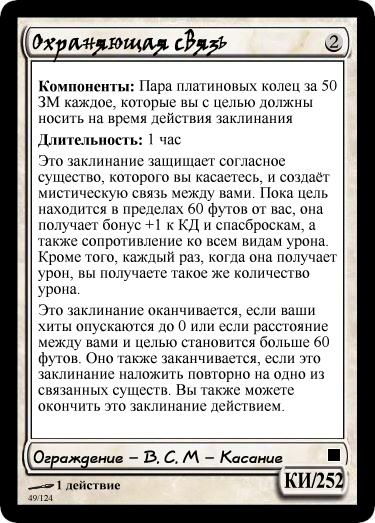 Охраняющая связь 2
Компоненты: Пара платиновых колец за 50
ЗМ каждое, которые вы с целью должны
носить на время действия заклинания
Длительность: 1 час
Это заклинание защищает согласное
существо, которого вы касаетесь, и создаёт
мистическую связь между вами. Пока цель
находится в пределах 60 футов от вас, она
получает бонус +1 к КД и спасброскам, а
также сопротивление ко всем видам урона.
Кроме того, каждый раз, когда она получает
урон, вы получаете такое же количество
урона.
Это заклинание оканчивается, если ваши
хиты опускаются до 0 или если расстояние
между вами и целью становится больше 60
футов. Оно также заканчивается, если это
заклинание наложить повторно на одно из
связанных существ. Вы также можете
окончить это заклинание действием.
Ограждение – В, С, М – Касание
КИ/252
1 действие
49/124